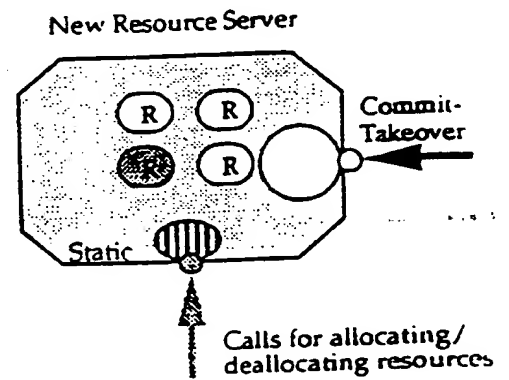 New Resource Server
R R
R R
Commit-
Takeover
Static
Calls for allocating/
deallocating resources